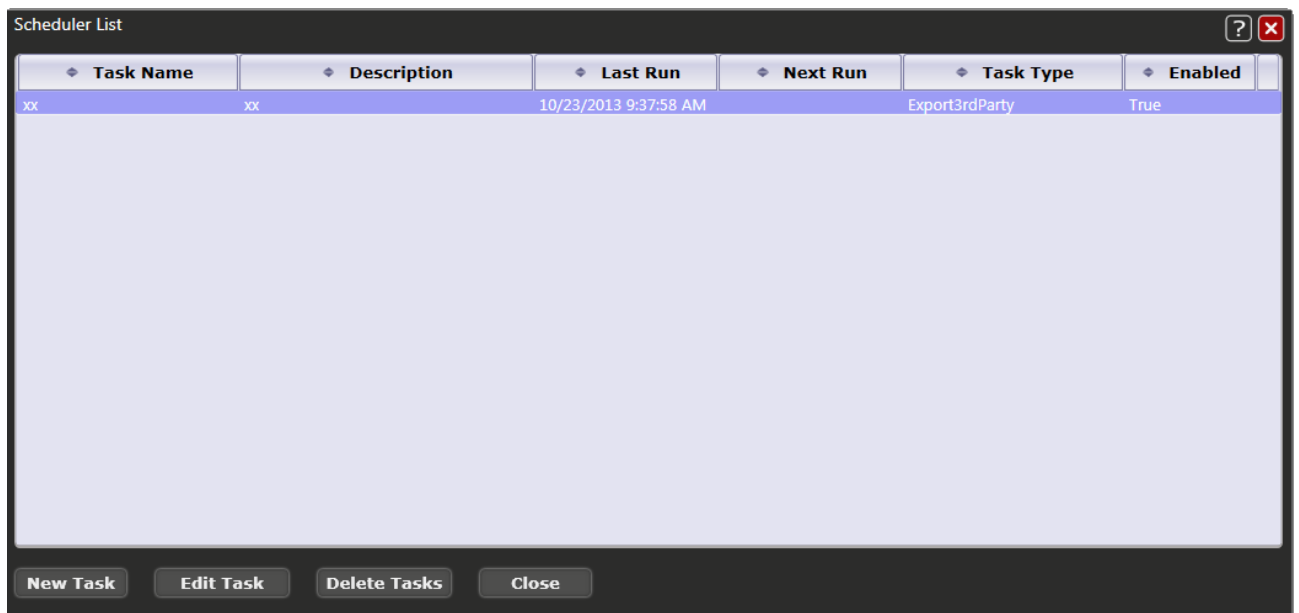 Scheduler List ?
Task Name Description Last Run Next Run Task Type Enabled
xx xx 10/23/2013 9:37:58 AM Export3rdParty True
New Task Edit Task Delete Tasks Close